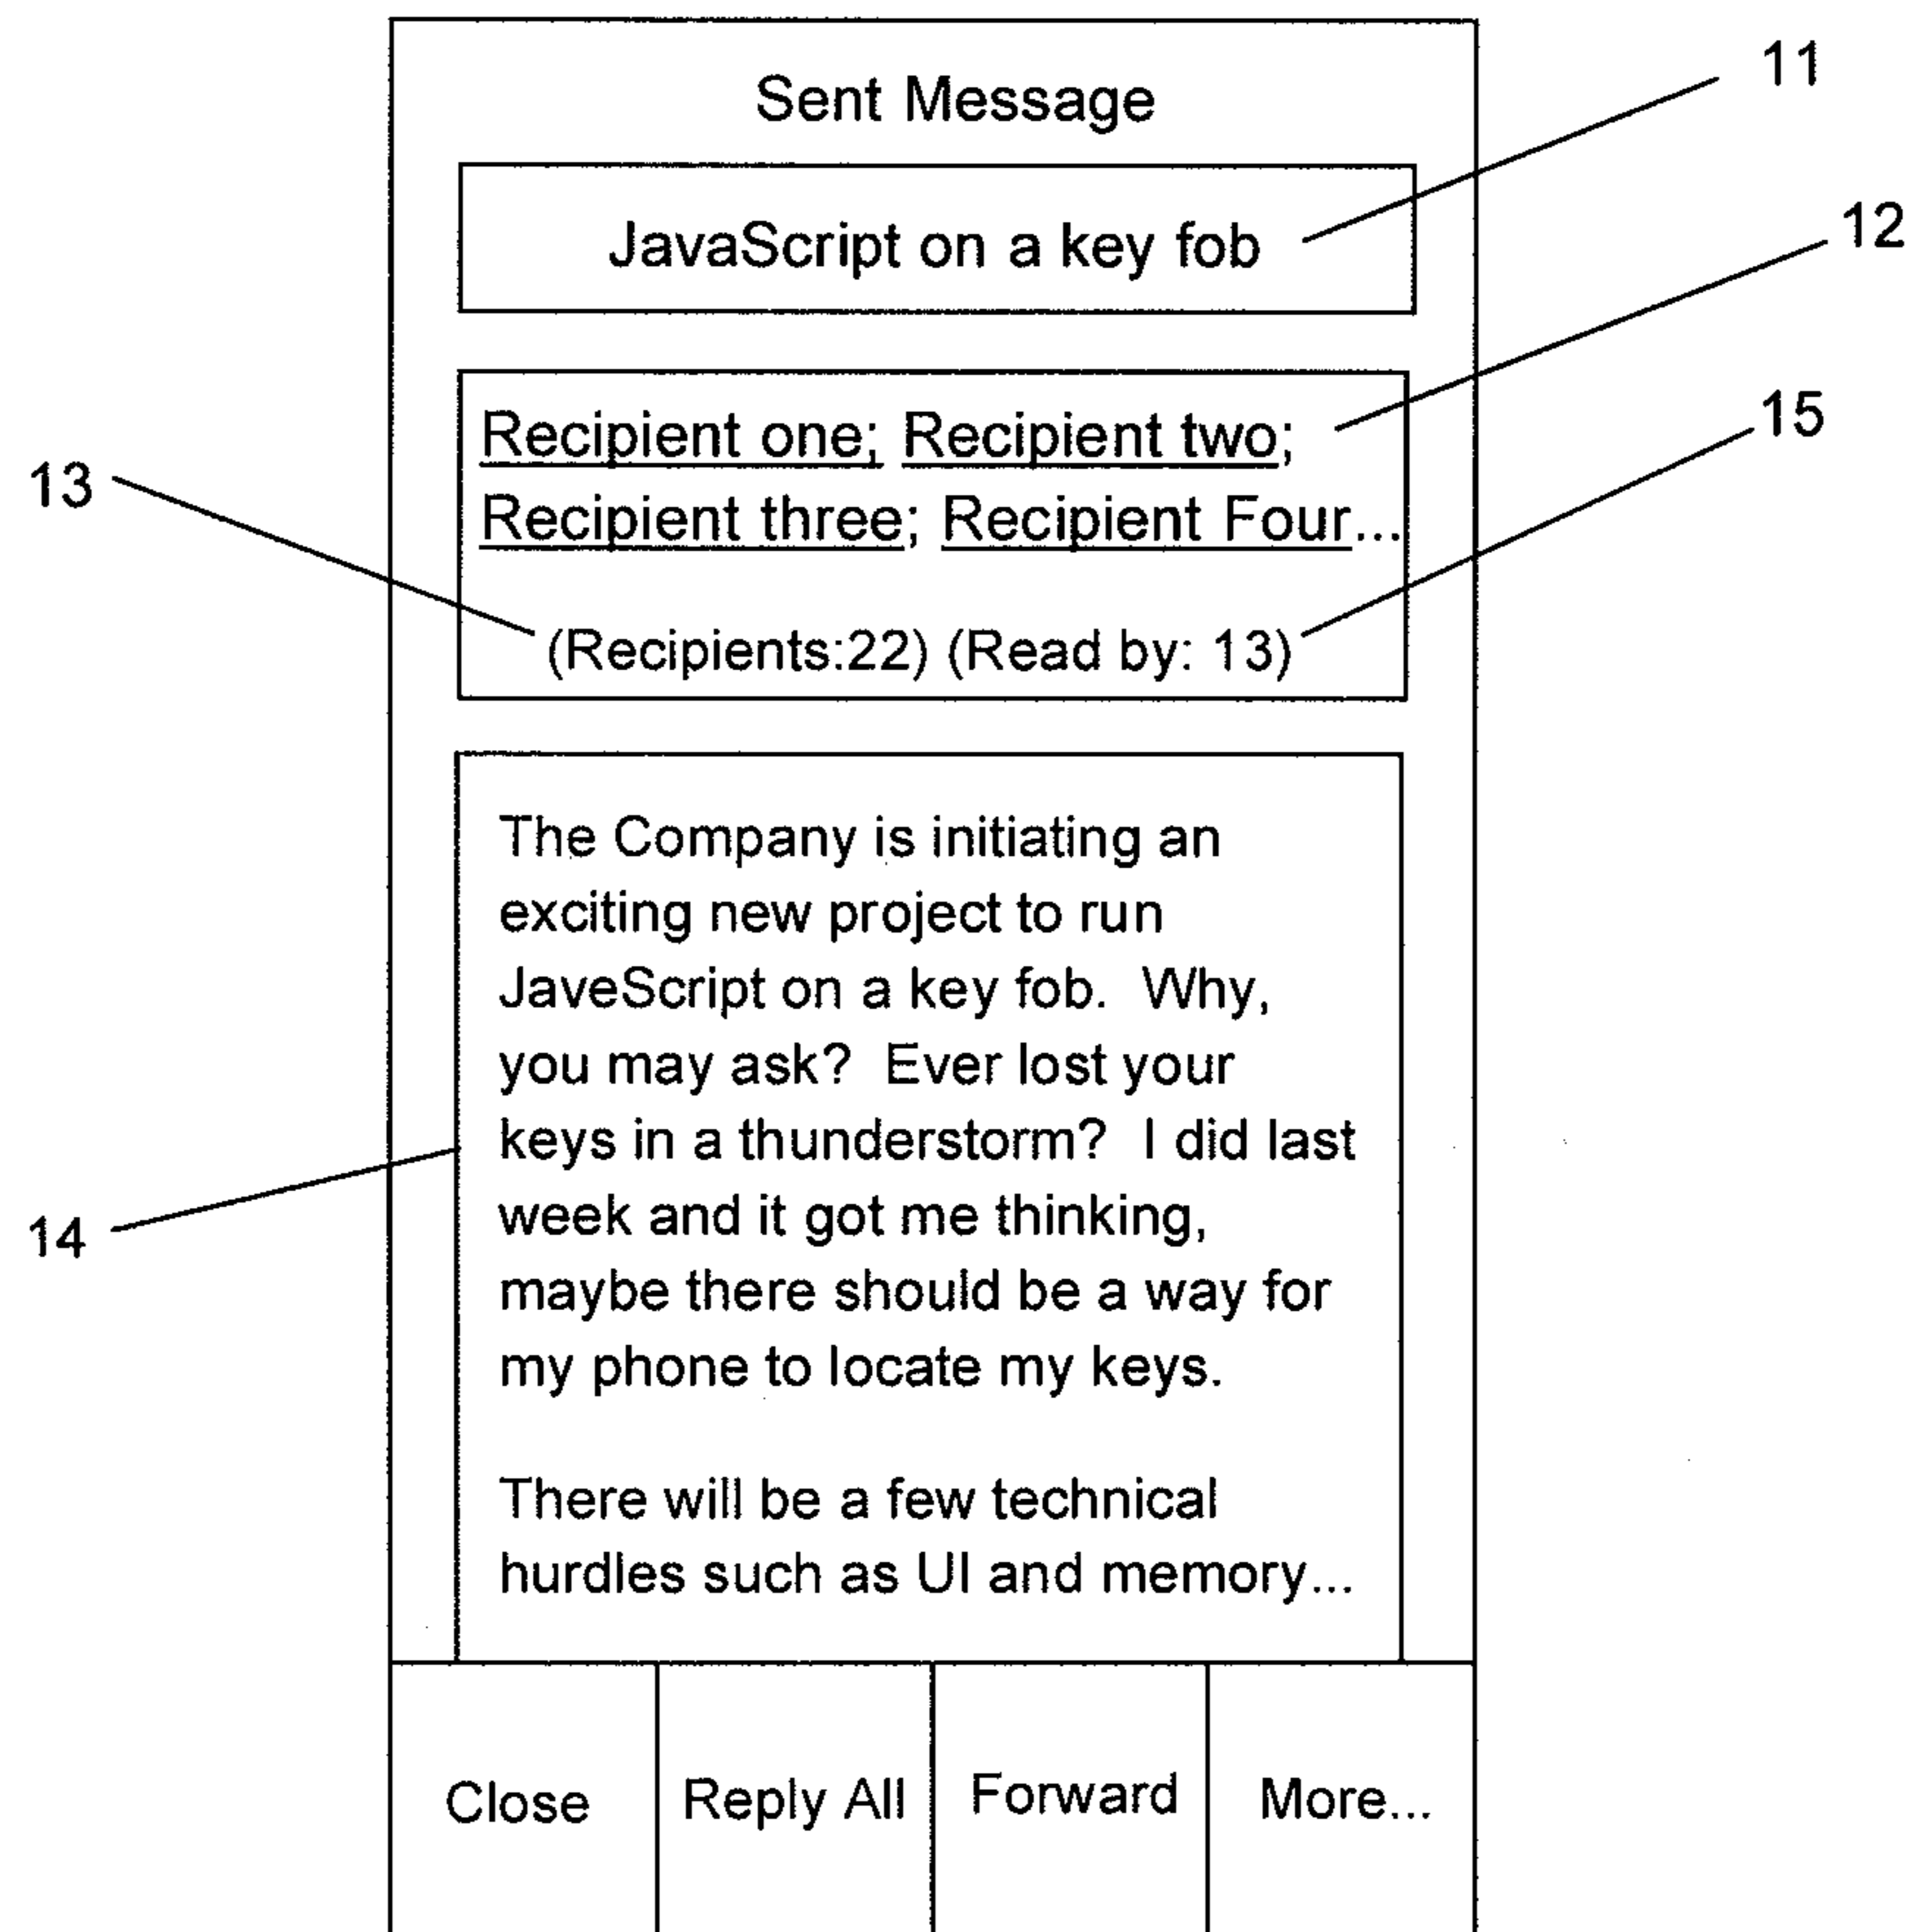 Sent Message
11
JavaScript on a key fob
12
Recipient one; Recipient two;
15
13
Recipient three; Recipient Four...
(Recipients:22) (Read by: 13)
The Company is initiating an
exciting new project to run
JaveScript on a key fob.  Why,
you may ask?  Ever lost your
keys in a thunderstorm?  I did last
week and it got me thinking,
14
maybe there should be a way for
my phone to locate my keys.
There will be a few technical
hurdles such as UI and memory...
Close Reply All Forward More...